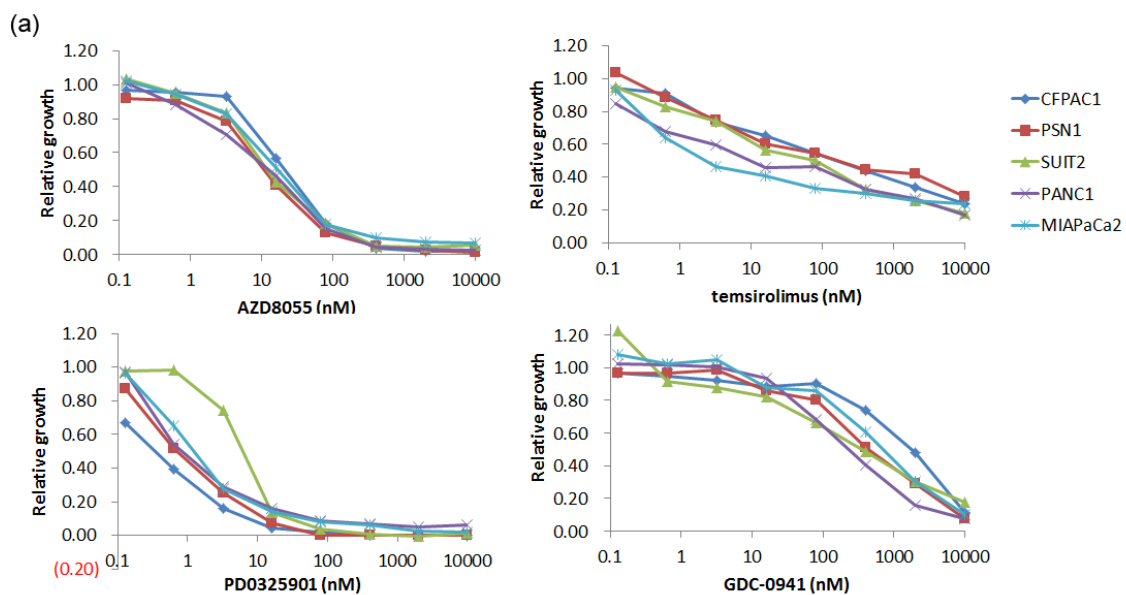 (a)
Relative growth
1.20
1.00
0.80
0.60
0.40
0.20
0.00
0.1 1 10 100 1000 10000
AZD8055 (nM)
Relative growth
1.20
1.00
0.80
0.60
0.40
0.20
0.00
0.1 1 10 100 1000 10000
temsirolimus (nM)
CFPAC1
PSN1
SUIT2
PANC1
MIAPaCa2
Relative growth
1.20
1.00
0.80
0.60
0.40
0.20
0.00
(0.20)
0.1 1 10 100 1000 10000
PD0325901 (nM)
Relative growth
1.20
1.00
0.80
0.60
0.40
0.20
0.00
0.1 1 10 100 1000 10000
GDC-0941 (nM)